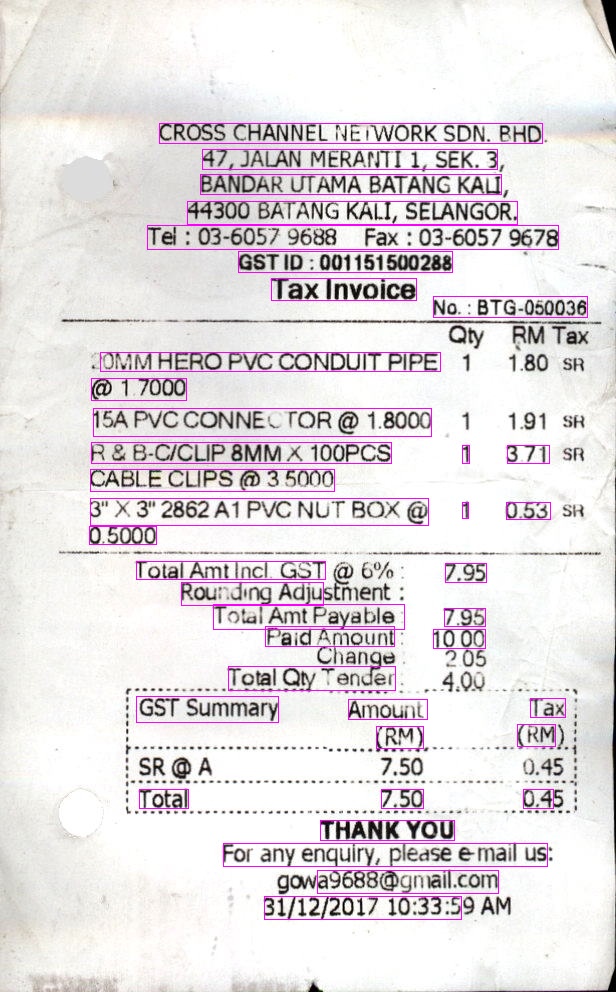 CROSS CHANNEL NETWORK SDN. BHD.
47, JALAN MERANTI 1, SEK. 3,
BANDAR UTAMA BATANG KALI,
44300 BATANG KALI, SELANGOR.
Tel : 03-6057 9688 Fax : 03-6057 9678
GST ID : 001151500288
Tax Invoice
No. : BTG-050036
Qty RM Tax
20MM HERO PVC CONDUIT PIPE 1 1.80 SR
@ 1.7000
15A PVC CONNECTOR @ 1.8000 1 1.91 SR
R & B-C/CLIP 8MM X 100PCS 1 3.71 SR
CABLE CLIPS @ 3.5000
3" X 3" 2862 A1 PVC NUT BOX @ 1 0.53 SR
0.5000
Total Amt Incl. GST @ 6% : 7.95
Rounding Adjustment :
Total Amt Payable : 7.95
Paid Amount : 10.00
Change : 2.05
Total Qty Tender : 4.00
GST Summary Amount Tax
(RM) (RM)
SR @ A 7.50 0.45
Total 7.50 0.45
THANK YOU
For any enquiry, please e-mail us:
gowa9688@gmail.com
31/12/2017 10:33:59 AM